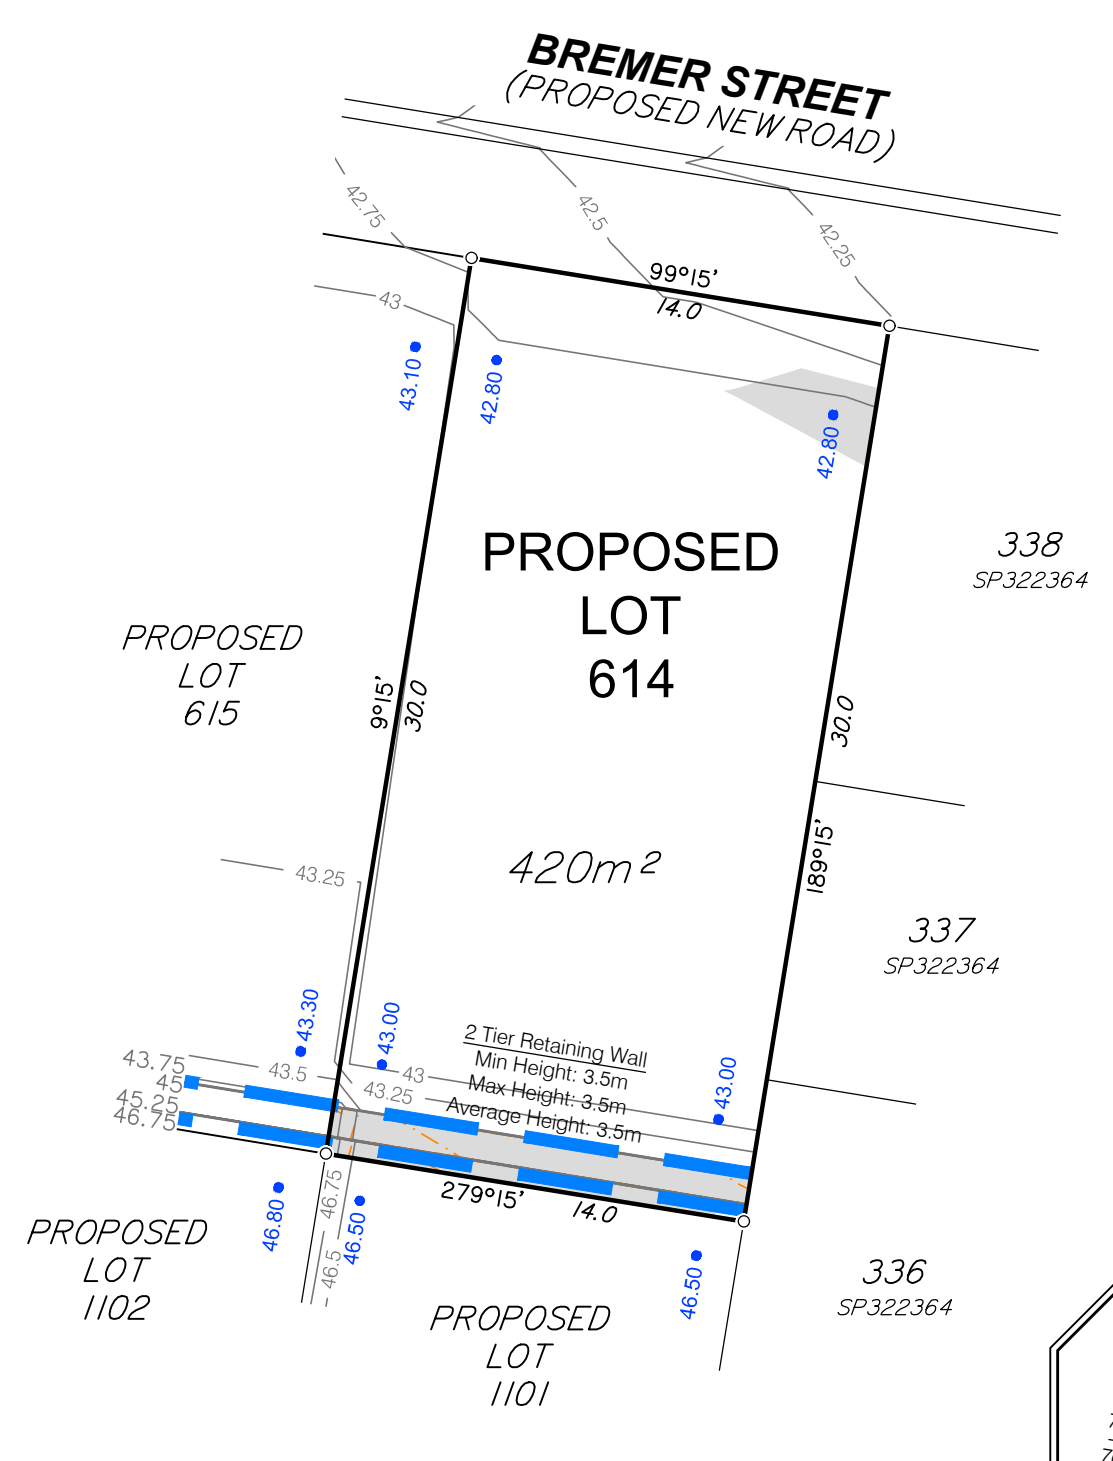 BREMER STREET
(PROPOSED NEW ROAD)
42.75
42.5
42.25
99°15'
14.0
43
43.10
42.80
42.80
PROPOSED
LOT
614
338
SP322364
PROPOSED
LOT
615
9°15'
30.0
30.0
420m²
189°15'
43.25
337
SP322364
43.30
43.00
43.00
2 Tier Retaining Wall
Min Height: 3.5m
Max Height: 3.5m
Average Height: 3.5m
43.75
43.5
43
45
43.25
45.25
46.75
279°15'
14.0
46.75
46.80
46.50
46.5
46.50
PROPOSED
LOT
1102
336
SP322364
PROPOSED
LOT
1101